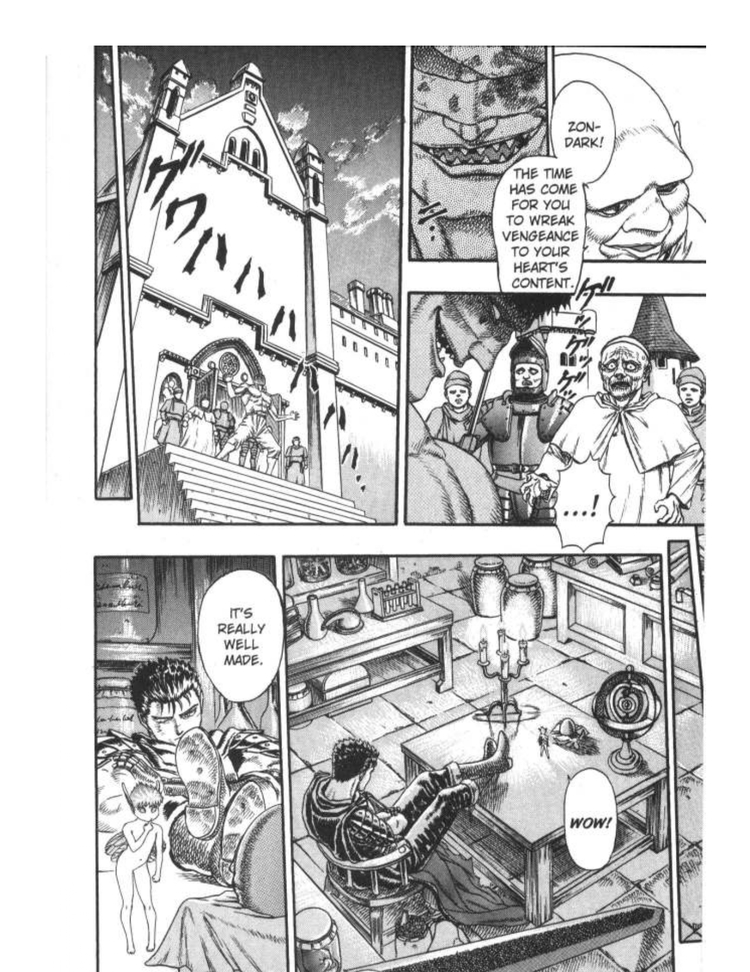 ZON-
DARK!
THE TIME
HAS COME
FOR YOU
TO WREAK
VENGEANCE
TO YOUR
HEART'S
CONTENT.
...!
WOW!
IT'S
REALLY
WELL
MADE.